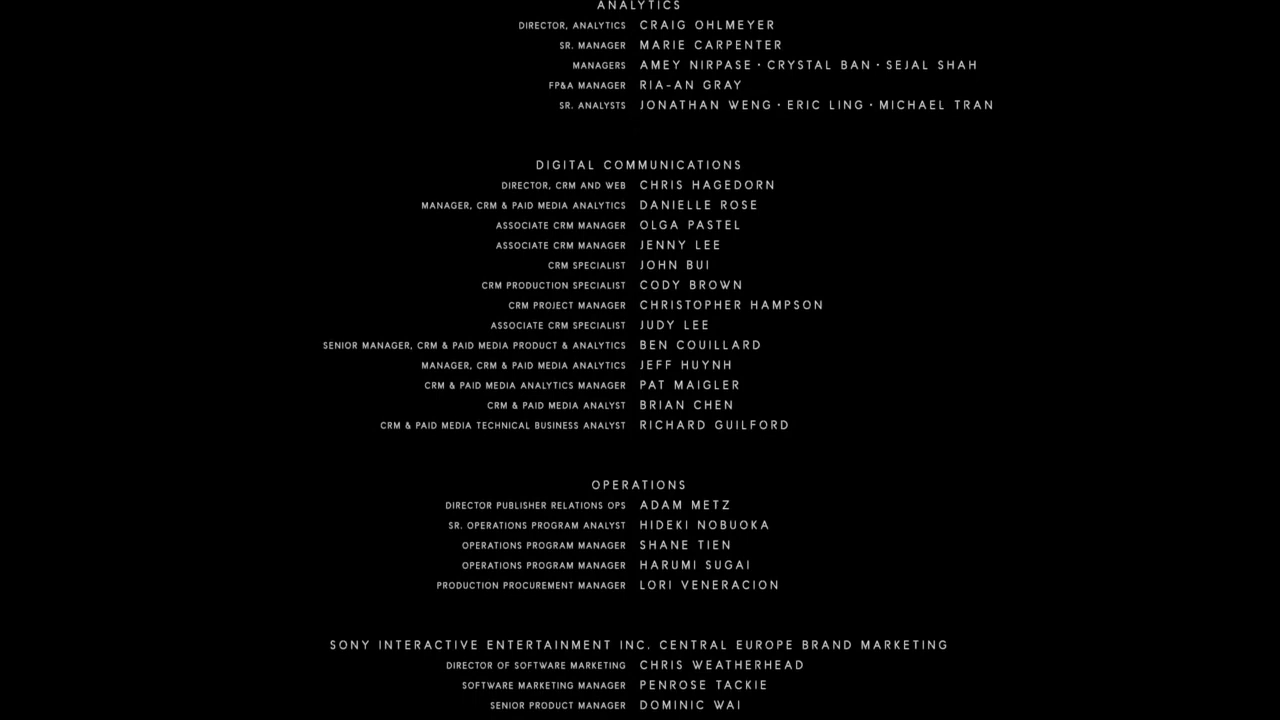 ANALYTICS
DIRECTOR, ANALYTICS CRAIG OHLMEYER
SR. MANAGER MARIE CARPENTER
MANAGERS AMEY NIRPASE · CRYSTAL BAN · SEJAL SHAH
FP&A MANAGER RIA-AN GRAY
SR. ANALYSTS JONATHAN WENG · ERIC LING · MICHAEL TRAN
DIGITAL COMMUNICATIONS
DIRECTOR, CRM AND WEB CHRIS HAGEDORN
MANAGER, CRM & PAID MEDIA ANALYTICS DANIELLE ROSE
ASSOCIATE CRM MANAGER OLGA PASTEL
ASSOCIATE CRM MANAGER JENNY LEE
CRM SPECIALIST JOHN BUI
CRM PRODUCTION SPECIALIST CODY BROWN
CRM PROJECT MANAGER CHRISTOPHER HAMPSON
ASSOCIATE CRM SPECIALIST JUDY LEE
SENIOR MANAGER, CRM & PAID MEDIA PRODUCT & ANALYTICS BEN COUILLARD
MANAGER, CRM & PAID MEDIA ANALYTICS JEFF HUYNH
CRM & PAID MEDIA ANALYTICS MANAGER PAT MAIGLER
CRM & PAID MEDIA ANALYST BRIAN CHEN
CRM & PAID MEDIA TECHNICAL BUSINESS ANALYST RICHARD GUILFORD
OPERATIONS
DIRECTOR PUBLISHER RELATIONS OPS ADAM METZ
SR. OPERATIONS PROGRAM ANALYST HIDEKI NOBUOKA
OPERATIONS PROGRAM MANAGER SHANE TIEN
OPERATIONS PROGRAM MANAGER HARUMI SUGAI
PRODUCTION PROCUREMENT MANAGER LORI VENERACION
SONY INTERACTIVE ENTERTAINMENT INC. CENTRAL EUROPE BRAND MARKETING
DIRECTOR OF SOFTWARE MARKETING CHRIS WEATHERHEAD
SOFTWARE MARKETING MANAGER PENROSE TACKIE
SENIOR PRODUCT MANAGER DOMINIC WAI